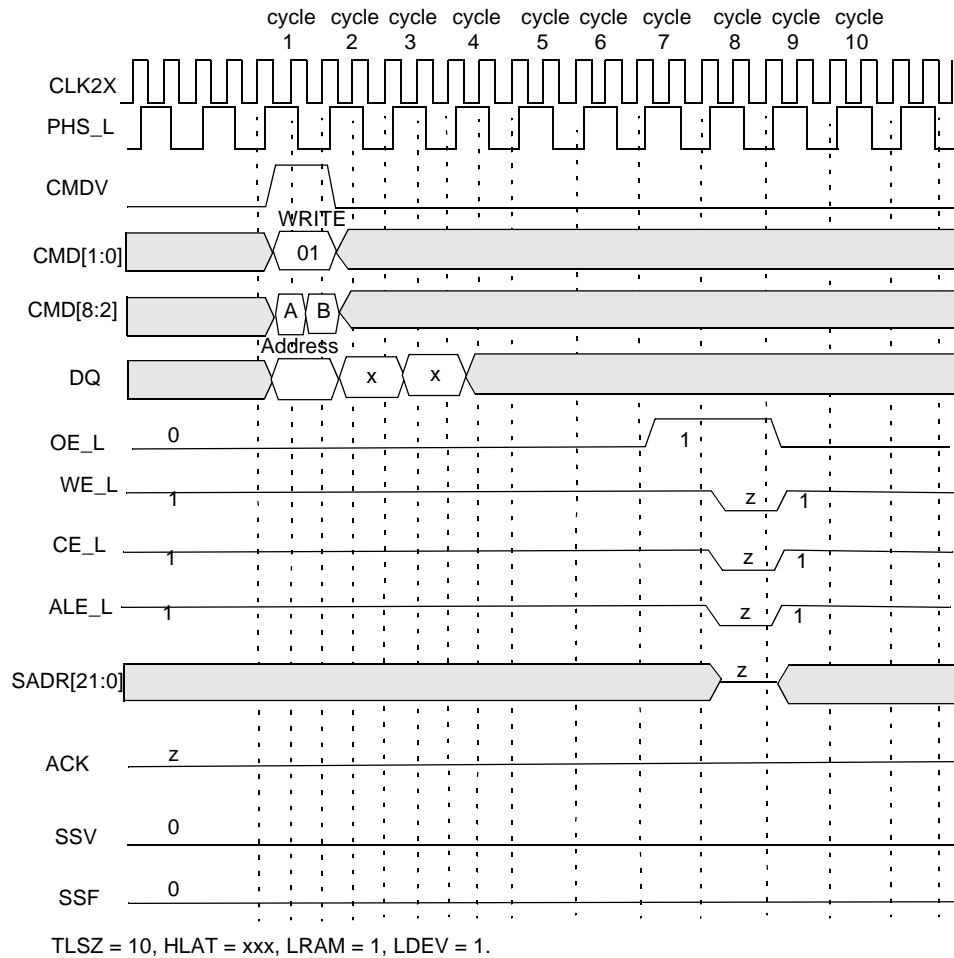 cycle cycle cycle cycle cycle cycle cycle cycle cycle cycle
1 2 3 4 5 6 7 8 9 10
CLK2X
PHS_L
CMDV
WRITE
CMD[1:0] 01
CMD[8:2] A B
Address
DQ x x
OE_L 0 1
WE_L 1 z 1
CE_L 1 z 1
ALE_L 1 z 1
SADR[21:0] z
ACK z
SSV 0
SSF 0
TLSZ = 10, HLAT = xxx, LRAM = 1, LDEV = 1.